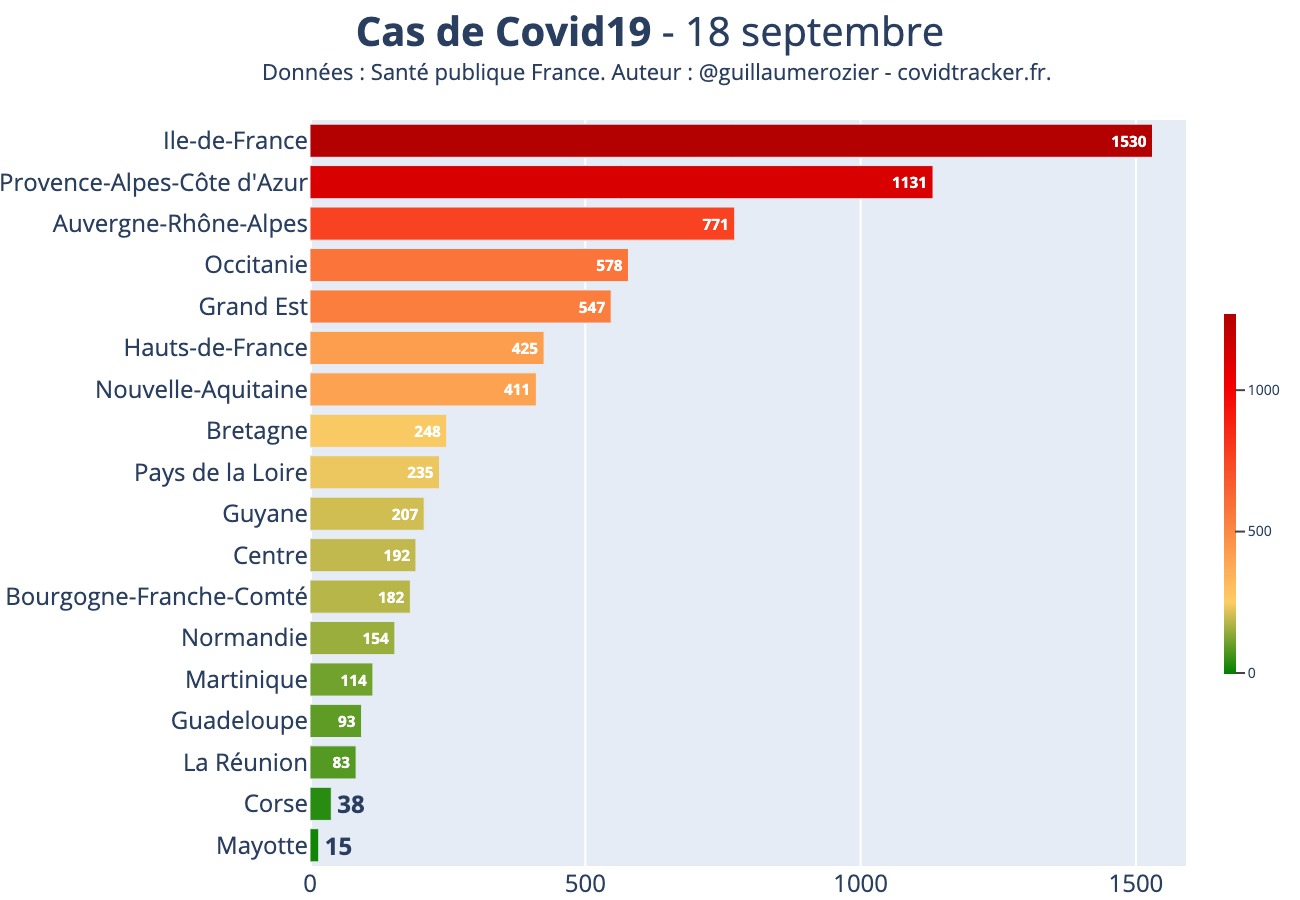 Cas de Covid19 - 18 septembre
Données : Santé publique France. Auteur : @guillaumerozier - covidtracker.fr.
Ile-de-France 1530
Provence-Alpes-Côte d'Azur 1131
Auvergne-Rhône-Alpes 771
Occitanie 578
Grand Est 547
Hauts-de-France 425
Nouvelle-Aquitaine 411
Bretagne 248
Pays de la Loire 235
Guyane 207
Centre 192
Bourgogne-Franche-Comté 182
Normandie 154
Martinique 114
Guadeloupe 93
La Réunion 83
Corse 38
Mayotte 15
0 500 1000 1500
1000
500
0